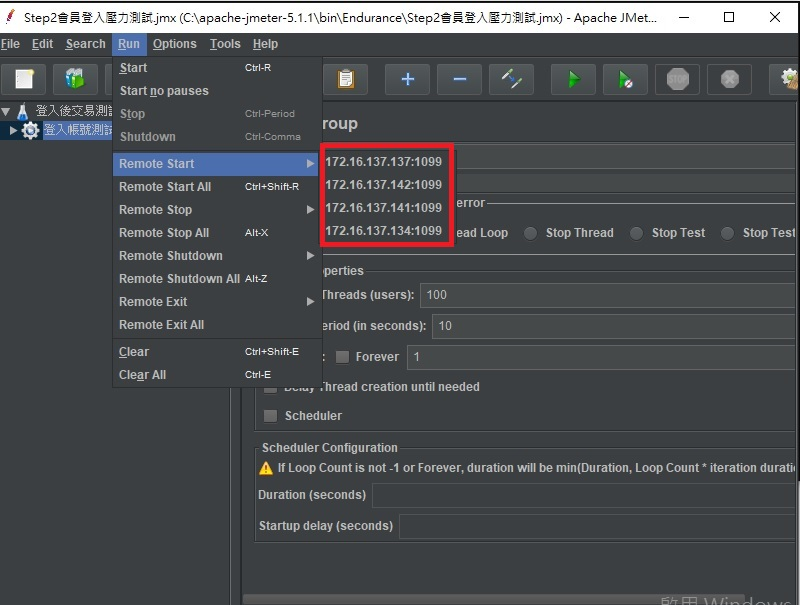 Step2會員登入壓力測試.jmx (C:\apache-jmeter-5.1.1\bin\Endurance\Step2會員登入壓力測試.jmx) - Apache JMet...
File Edit Search Run Options Tools Help
Start Ctrl-R
Start no pauses
Stop Ctrl-Period
Shutdown Ctrl-Comma
Remote Start
Remote Start All Ctrl+Shift-R
Remote Stop
Remote Stop All Alt-X
Remote Shutdown
Remote Shutdown All Alt-Z
Remote Exit
Remote Exit All
Clear Ctrl+Shift-E
Clear All Ctrl-E
172.16.137.137:1099
172.16.137.142:1099
172.16.137.141:1099
172.16.137.134:1099
登入後交易測試
登入帳號測試
roup
error
ead Loop Stop Thread Stop Test Stop Test
operties
Threads (users): 100
eriod (in seconds): 10
: Forever 1
Delay Thread creation until needed
Scheduler
Scheduler Configuration
If Loop Count is not -1 or Forever, duration will be min(Duration, Loop Count * iteration durati
Duration (seconds)
Startup delay (seconds)
啟用 Windows